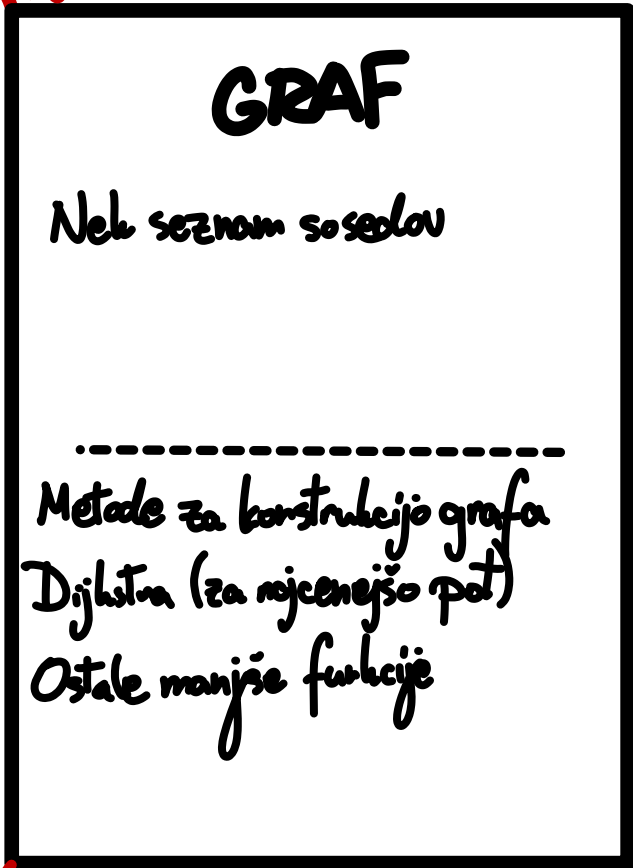 GRAF
Nek seznam sosedov
Metode za konstrukcijo grafa
Dijkstra (za najcenejšo pot)
Ostale manjše funkcije